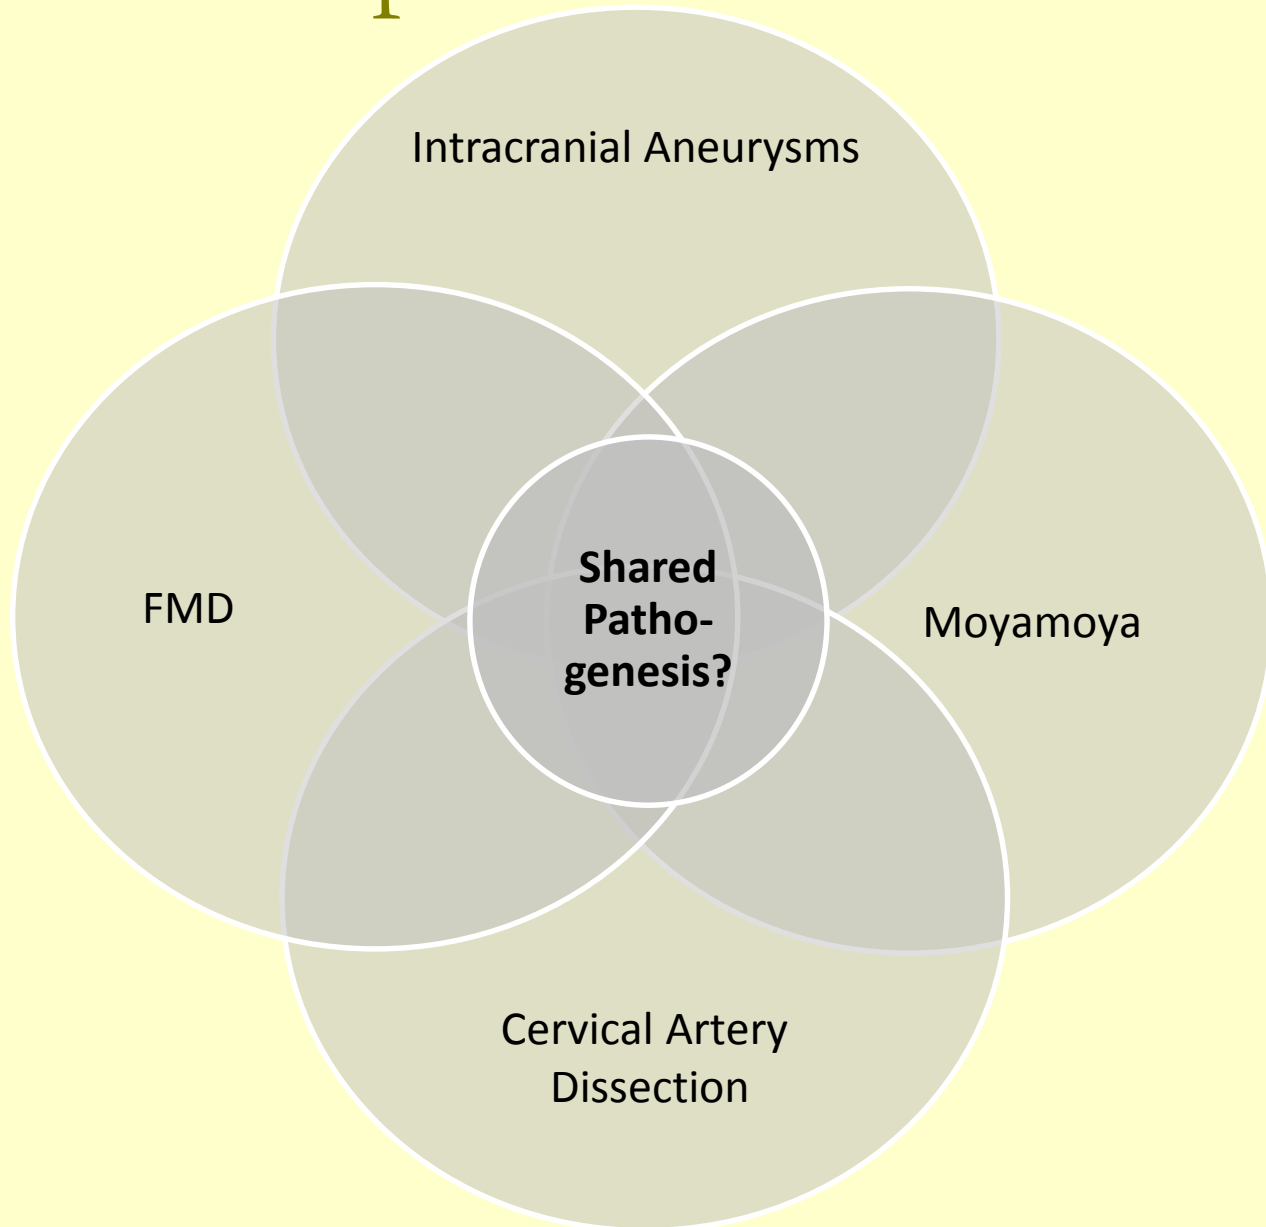 Intracranial Aneurysms
Shared
Patho-
genesis?
FMD
Moyamoya
Cervical Artery
Dissection